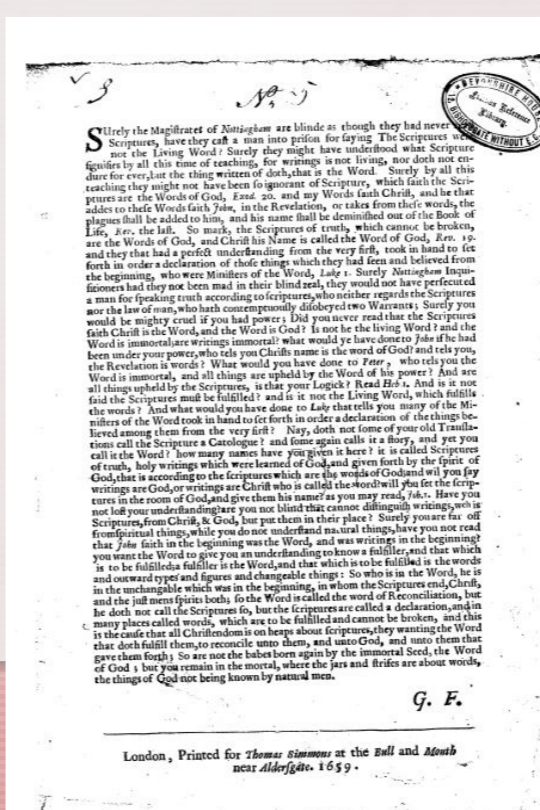 No 5
DEVONSHIRE HOUSE
Reference
Library.
BISHOPSGATE WITHOUT E.C.
SUrely the Magiſtrates of Nottingham are blinde as though they had never
Scriptures, have they caſt a man into priſon for ſaying The Scriptures
not the Living Word? Surely they might have underſtood what Scripture
ſignifies by all this time of teaching, for writings is not living, nor doth not en-
dure for ever, but the thing written of doth, that is the Word. Surely by all this
teaching they might not have been ſo ignorant of Scripture, which ſaith the Scri-
ptures are the Words of God, Exod. 20. and my Words ſaith Chriſt, and he that
addes to theſe Words ſaith John, in the Revelation, or takes from theſe words, the
plagues ſhall be added to him, and his name ſhall be deminiſhed out of the Book of
Life, Rev. the laſt. So mark, the Scriptures of truth, which cannot be broken,
are the Words of God, and Chriſt his Name is called the Word of God, Rev. 19.
and they that had a perfect underſtanding from the very firſt, took in hand to ſet
forth in order a declaration of thoſe things which they had ſeen and believed from
the beginning, who were Miniſters of the Word, Luke 1. Surely Nottingham Inqui-
ſitioners had they not been mad in their blind zeal, they would not have perſecuted
a man for ſpeaking truth according to ſcriptures, who neither regards the Scriptures
nor the law of man, who hath contemptuouſly diſobeyed two Warrants; Surely you
would be mighty cruel if you had power; Did you never read that the Scriptures
ſaith Chriſt is the Word, and the Word is God? Is not he the living Word? and the
Word is immortal; are writings immortal? what would ye have done to John if he had
been under your power, who tels you Chriſts name is the word of God? and tels you,
the Revelation is words? What would you have done to Peter, who tels you the
Word is immortal, and all things are upheld by the Word of his power? And are
all things upheld by the Scriptures, is that your Logick? Read Heb 1. And is it not
ſaid the Scriptures muſt be fulfilled? and is it not the Living Word, which fulfills
the words? And what would you have done to Luke that tells you many of the Mi-
niſters of the Word took in hand to ſet forth in order a declaration of the things be-
lieved among them from the very firſt? Nay, doth not ſome of your old Tranſla-
tions call the Scripture a Catologue? and ſome again calls it a ſtory, and yet you
call it the Word? how many names have you given it here? it is called Scriptures
of truth, holy writings which were learned of God, and given forth by the ſpirit of
God, that is according to the ſcriptures which are the words of God; and wil you ſay
writings are God, or writings are Chriſt who is called the word? will you ſet the ſcrip-
tures in the room of God, and give them his name? as you may read, Joh. 1. Have you
not loſt your underſtanding? are you blind that cannot diſtinguiſh writings, wch is
Scriptures, from Chriſt, & God, but put them in their place? Surely you are far off
from ſpiritual things, while you do not underſtand natural things, have you not read
that John ſaith in the beginning was the Word, and was writings in the beginning?
you want the Word to give you an underſtanding to know a fulfiller, and that which
is to be fulfilled; a fulfiller is the Word, and that which is to be fulfilled is the words
and outward types and figures and changeable things: So who is in the Word, he is
in the unchangable which was in the beginning, in whom the Scriptures end, Chriſt,
and the juſt mens ſpirits both; ſo the Word is called the word of Reconciliation, but
he doth not call the Scriptures ſo, but the ſcriptures are called a declaration, and in
many places called words, which are to be fulfilled and cannot be broken, and this
is the cauſe that all Chriſtendom is on heaps about ſcriptures, they wanting the Word
that doth fulfill them, to reconcile unto them, and unto God, and unto them that
gave them forth; So are not the babes born again by the immortal Seed, the Word
of God; but you remain in the mortal, where the jars and ſtrifes are about words,
the things of God not being known by natural men.
G. F.
London, Printed for Thomas Simmons at the Bull and Mouth
near Alderſgate. 1659.